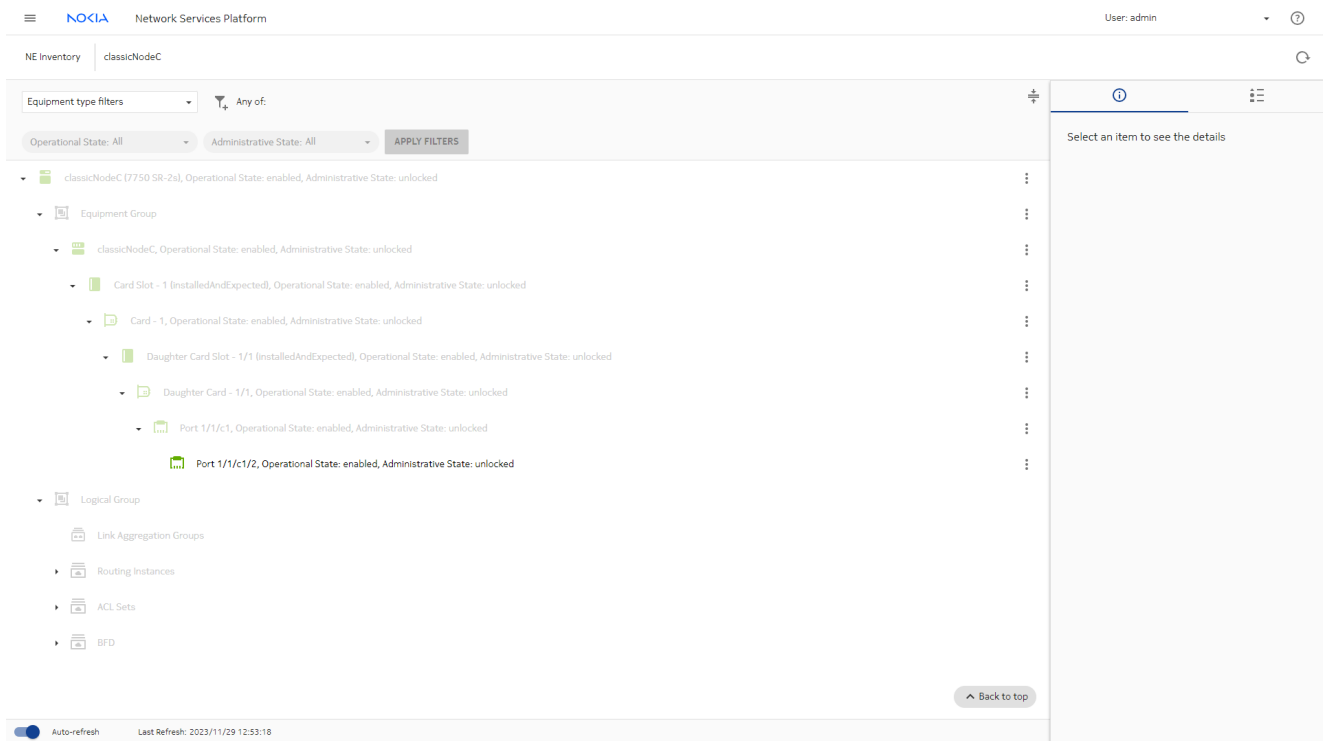 NOKIA Network Services Platform User: admin
NE Inventory classicNodeC
Equipment type filters Any of:
Operational State: All Administrative State: All APPLY FILTERS
Select an item to see the details
classicNodeC (7750 SR-2s), Operational State: enabled, Administrative State: unlocked
Equipment Group
classicNodeC, Operational State: enabled, Administrative State: unlocked
Card Slot - 1 (installedAndExpected), Operational State: enabled, Administrative State: unlocked
Card - 1, Operational State: enabled, Administrative State: unlocked
Daughter Card Slot - 1/1 (installedAndExpected), Operational State: enabled, Administrative State: unlocked
Daughter Card - 1/1, Operational State: enabled, Administrative State: unlocked
Port 1/1/c1, Operational State: enabled, Administrative State: unlocked
Port 1/1/c1/2, Operational State: enabled, Administrative State: unlocked
Logical Group
Link Aggregation Groups
Routing Instances
ACL Sets
BFD
Back to top
Auto-refresh Last Refresh: 2023/11/29 12:53:18